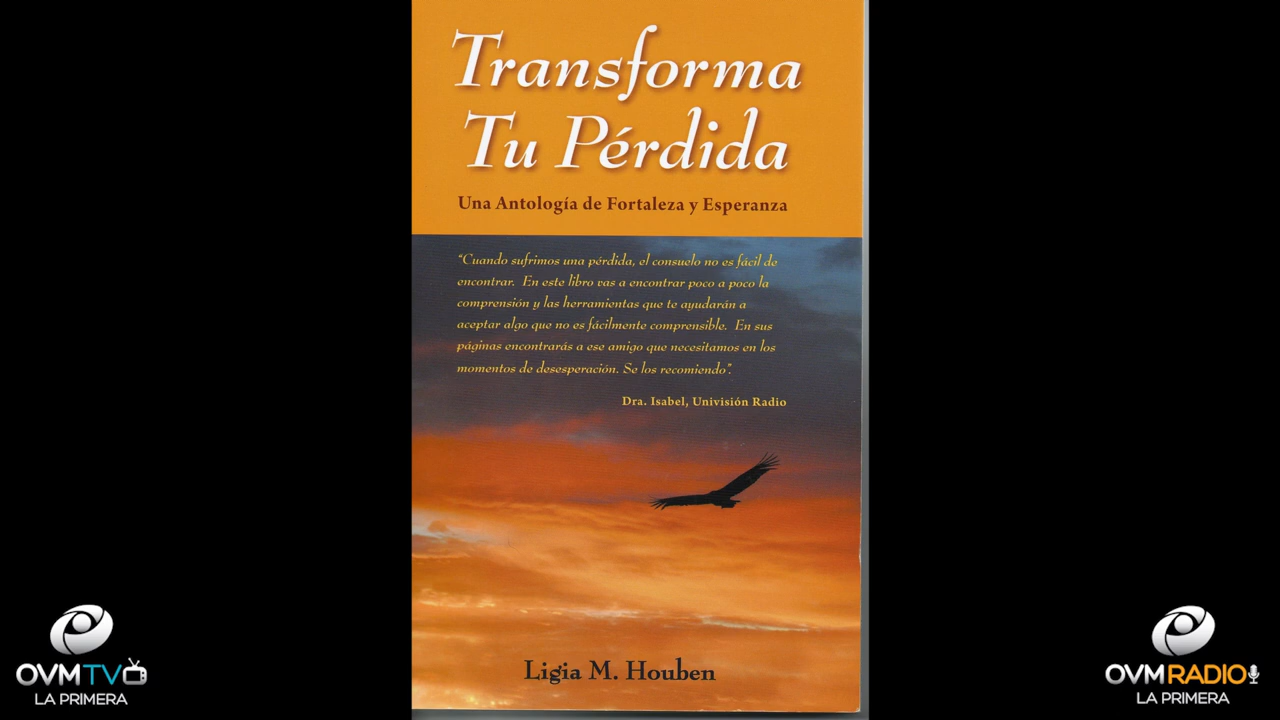 Transforma
Tu Pérdida
Una Antología de Fortaleza y Esperanza
"Cuando sufrimos una pérdida, el consuelo no es fácil de
encontrar. En este libro vas a encontrar poco a poco la
comprensión y las herramientas que te ayudarán a
aceptar algo que no es fácilmente comprensible. En sus
páginas encontrarás a ese amigo que necesitamos en los
momentos de desesperación. Se los recomiendo".
Dra. Isabel, Univisión Radio
Ligia M. Houben
OVMTV
LA PRIMERA
OVMRADIO
LA PRIMERA